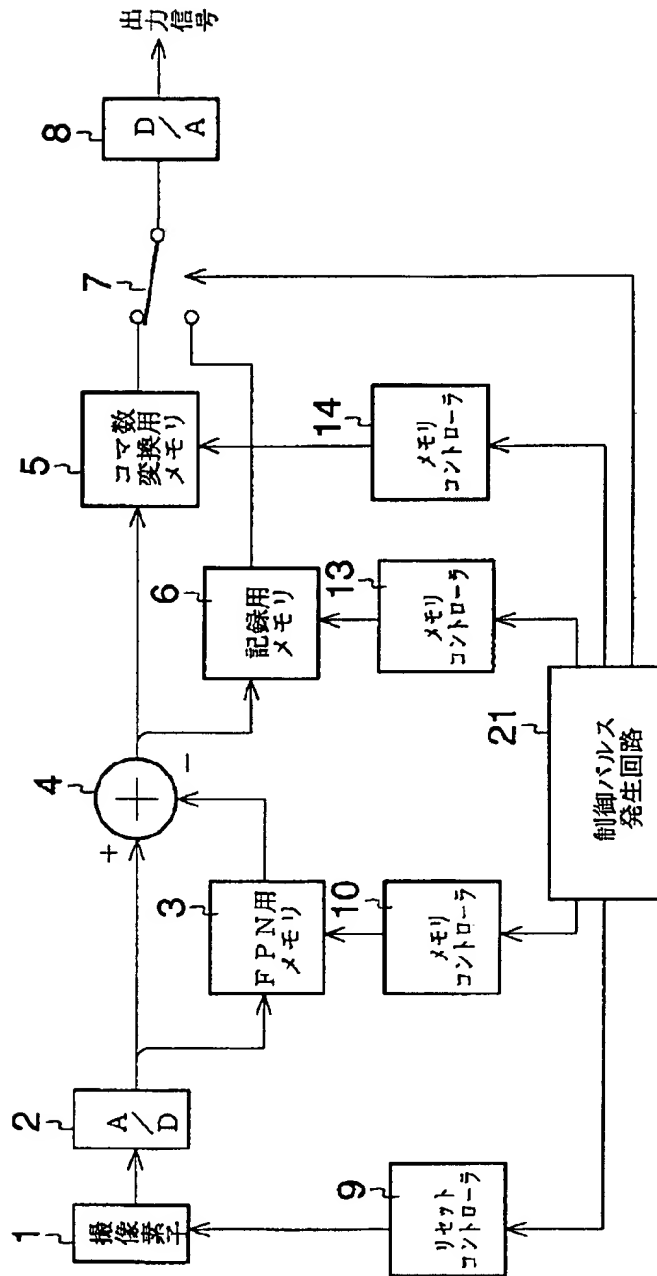 1
撮像素子
2
A/D
3
FPN用
メモリ
4
+
−
5
コマ数
変換用
メモリ
6
記録用
メモリ
7
8
D/A
出力信号
9
リセット
コントローラ
10
メモリ
コントローラ
13
メモリ
コントローラ
14
メモリ
コントローラ
21
制御パルス
発生回路